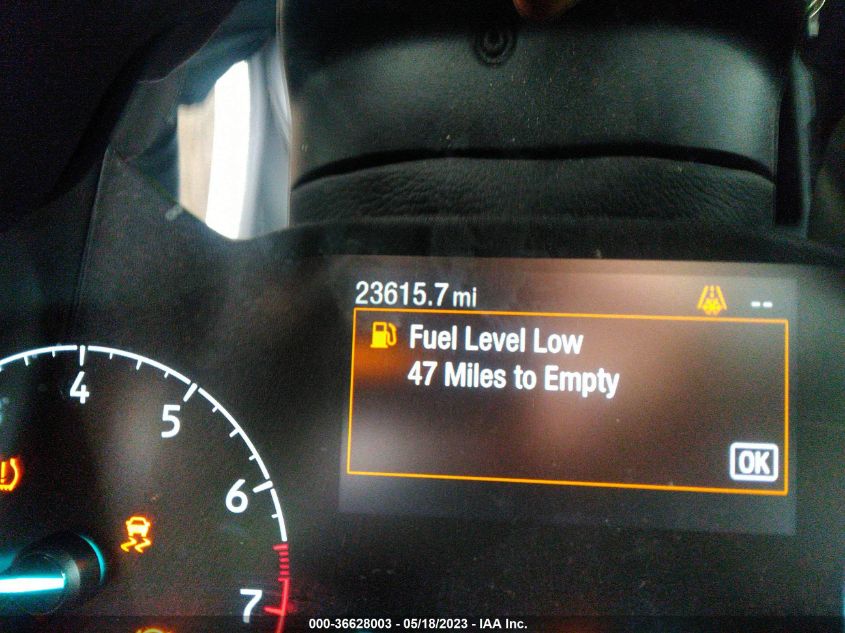 23615.7 mi --
Fuel Level Low
47 Miles to Empty
OK
4
5
6
7
000-36628003 - 05/18/2023 - IAA Inc.